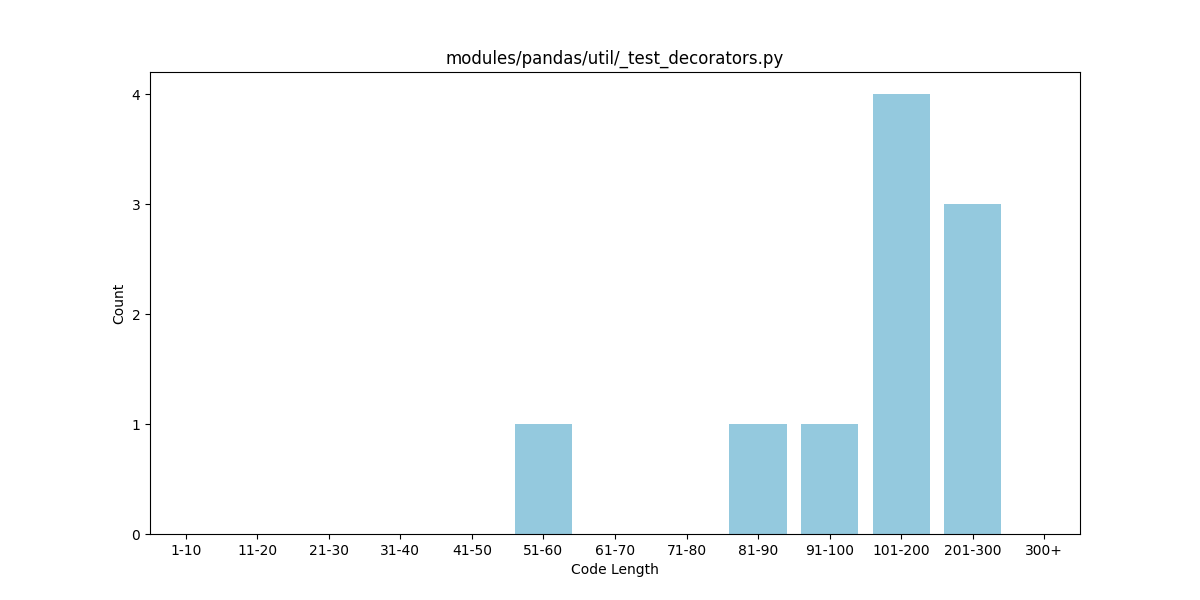 modules/pandas/util/_test_decorators.py
Count
4
3
2
1
0
1-10 11-20 21-30 31-40 41-50 51-60 61-70 71-80 81-90 91-100 101-200 201-300 300+
Code Length